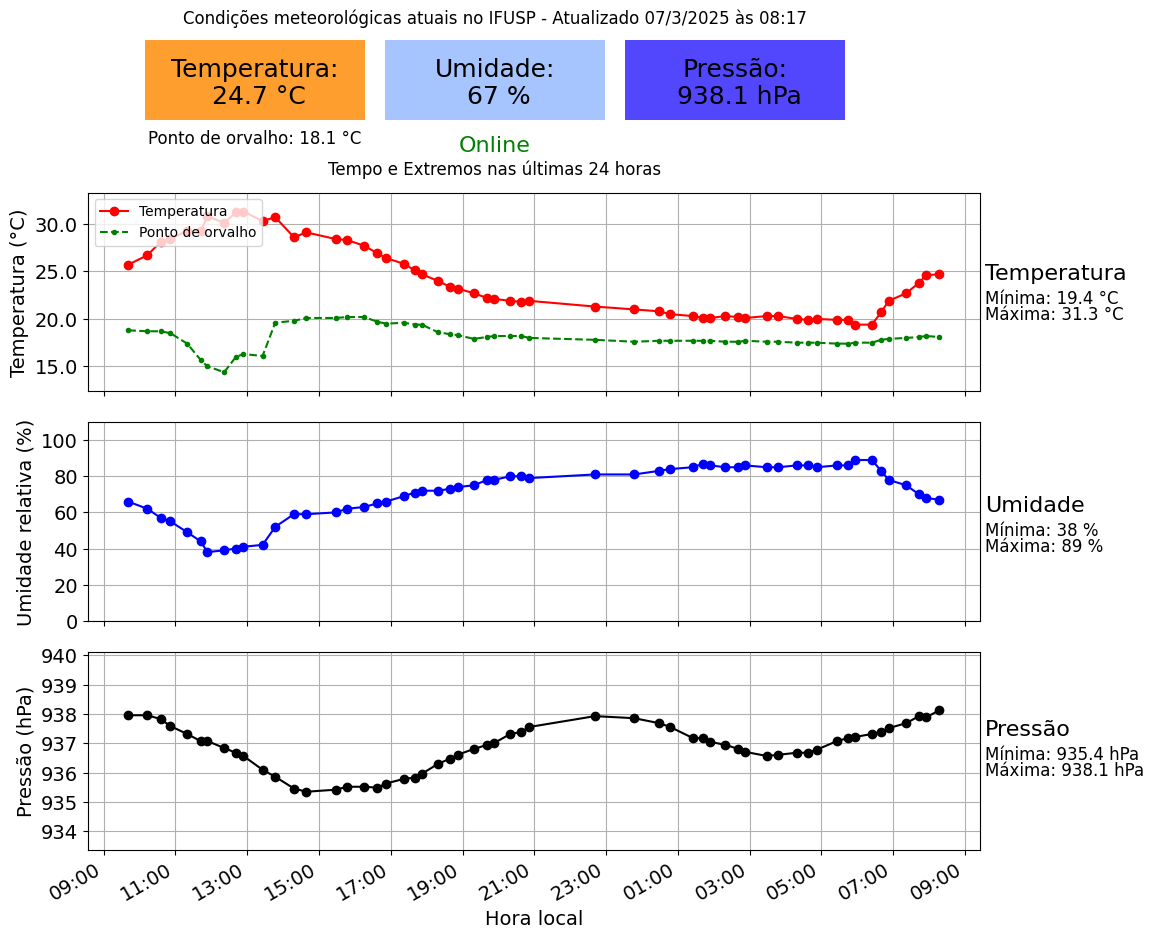 Condições meteorológicas atuais no IFUSP - Atualizado 07/3/2025 às 08:17
Temperatura:
24.7 °C
Umidade:
67 %
Pressão:
938.1 hPa
Ponto de orvalho: 18.1 °C
Online
Tempo e Extremos nas últimas 24 horas
Temperatura (°C)
30.0
25.0
20.0
15.0
Temperatura
Ponto de orvalho
Temperatura
Mínima: 19.4 °C
Máxima: 31.3 °C
Umidade relativa (%)
100
80
60
40
20
0
Umidade
Mínima: 38 %
Máxima: 89 %
Pressão (hPa)
940
939
938
937
936
935
934
Pressão
Mínima: 935.4 hPa
Máxima: 938.1 hPa
09:00
11:00
13:00
15:00
17:00
19:00
21:00
23:00
01:00
03:00
05:00
07:00
09:00
Hora local